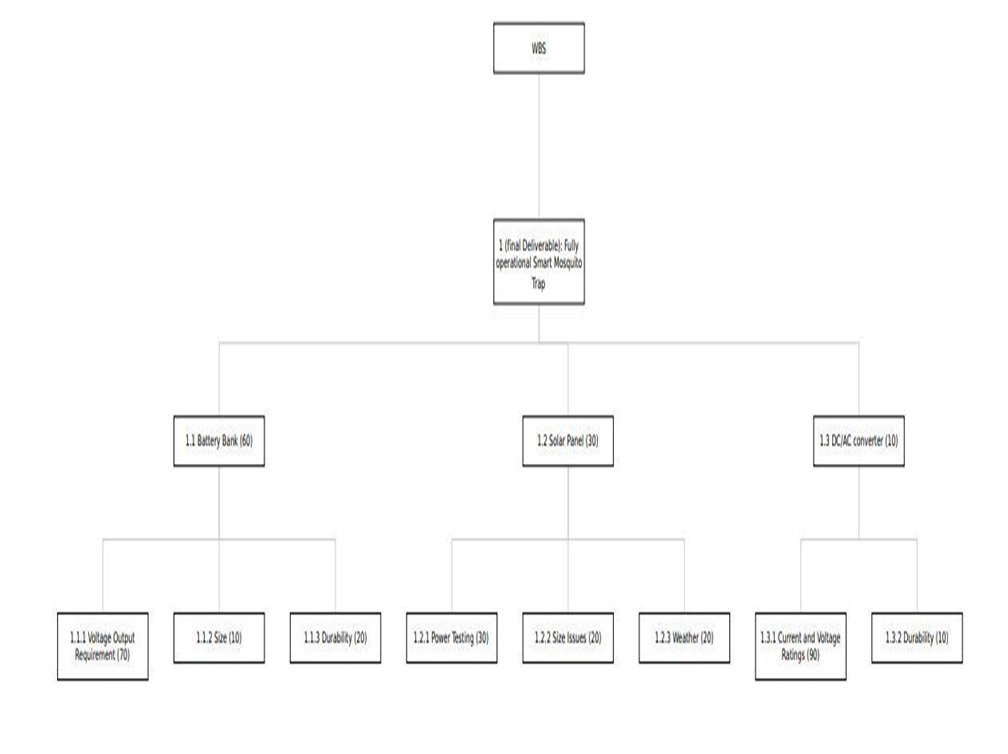 WBS
1 (final Deliverable): Fully
operational Smart Mosquito
Trap
1.1 Battery Bank (60)
1.2 Solar Panel (30)
1.3 DC/AC converter (10)
1.1.1 Voltage Output
Requirement (70)
1.1.2 Size (10)
1.1.3 Durability (20)
1.2.1 Power Testing (30)
1.2.2 Size Issues (20)
1.2.3 Weather (20)
1.3.1 Current and Voltage
Ratings (90)
1.3.2 Durability (10)